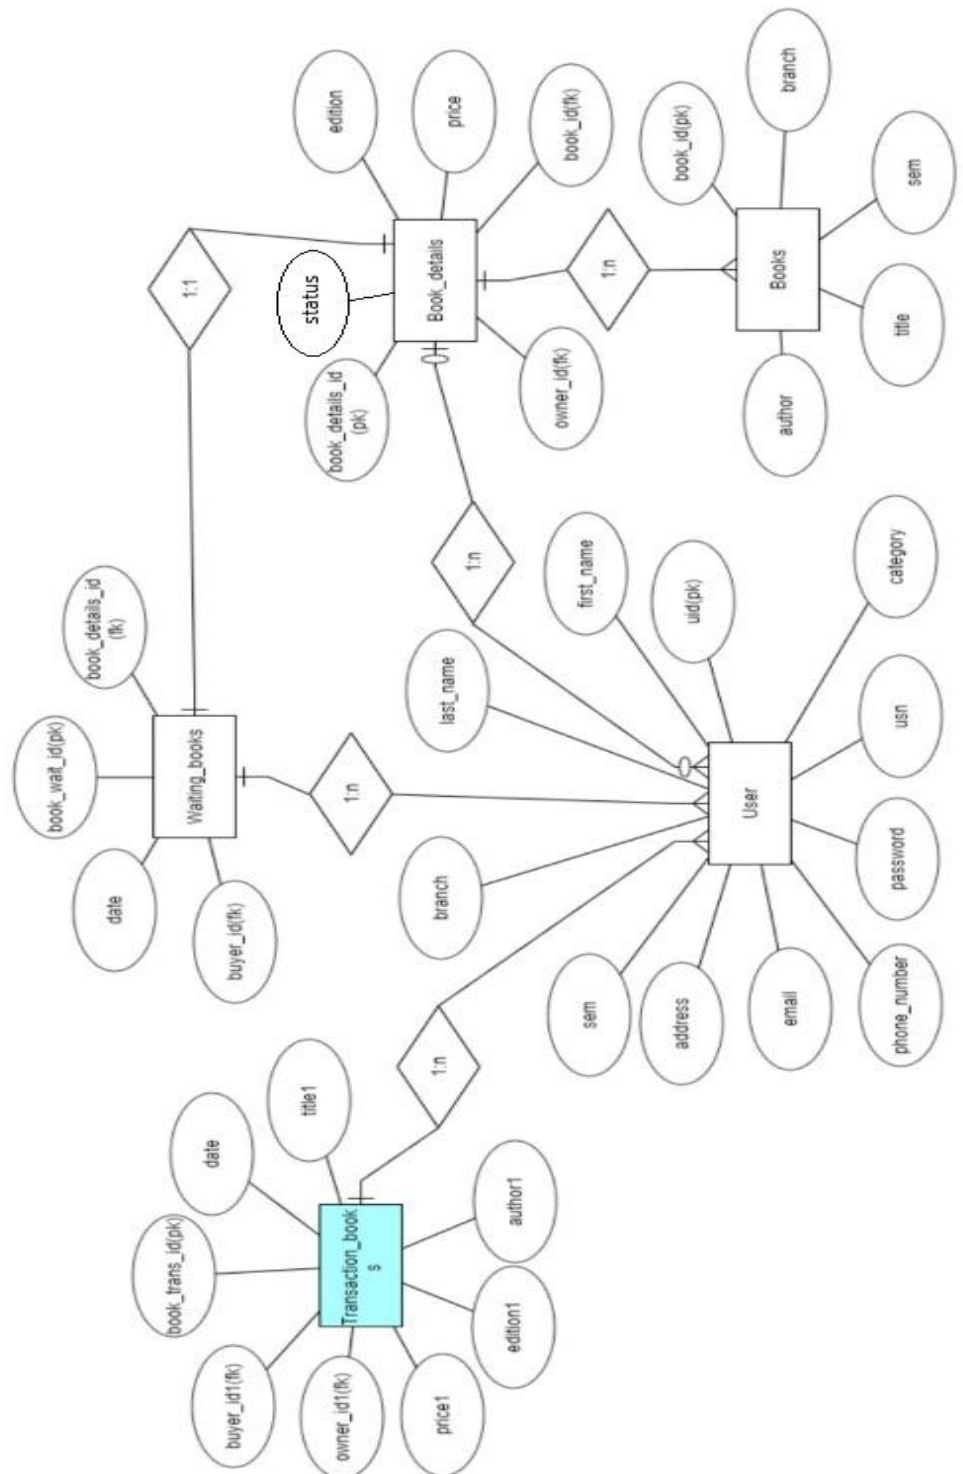 book_wait_id(pk)
date
book_details_id
(fk)
book_trans_id(pk)
Waiting_books
1:1
date
buyer_id1(fk)
buyer_id(fk)
title1
status
edition
owner_id1(fk)
Transaction_book
s
1:n
book_details_id
(pk)
price1
1:n
branch
last_name
Book_details
price
1:n
author1
edition1
owner_id(fk)
book_id(fk)
sem
first_name
1:n
address
uid(pk)
book_id(pk)
User
Books
email
author
branch
phone_number
password
usn
category
title
sem